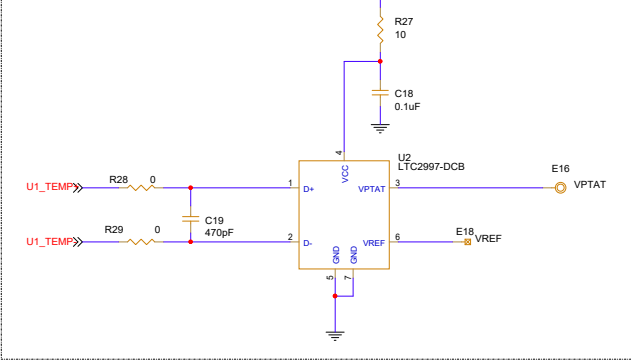 R27
10
C18
0.1uF
U2
LTC2997-DCB
4
VCC
E16
R28 0
U1_TEMP
1
D+
VPTAT
3
VPTAT
C19
470pF
R29 0
U1_TEMP
2
D-
VREF
6
E18
VREF
GND
GND
5
7